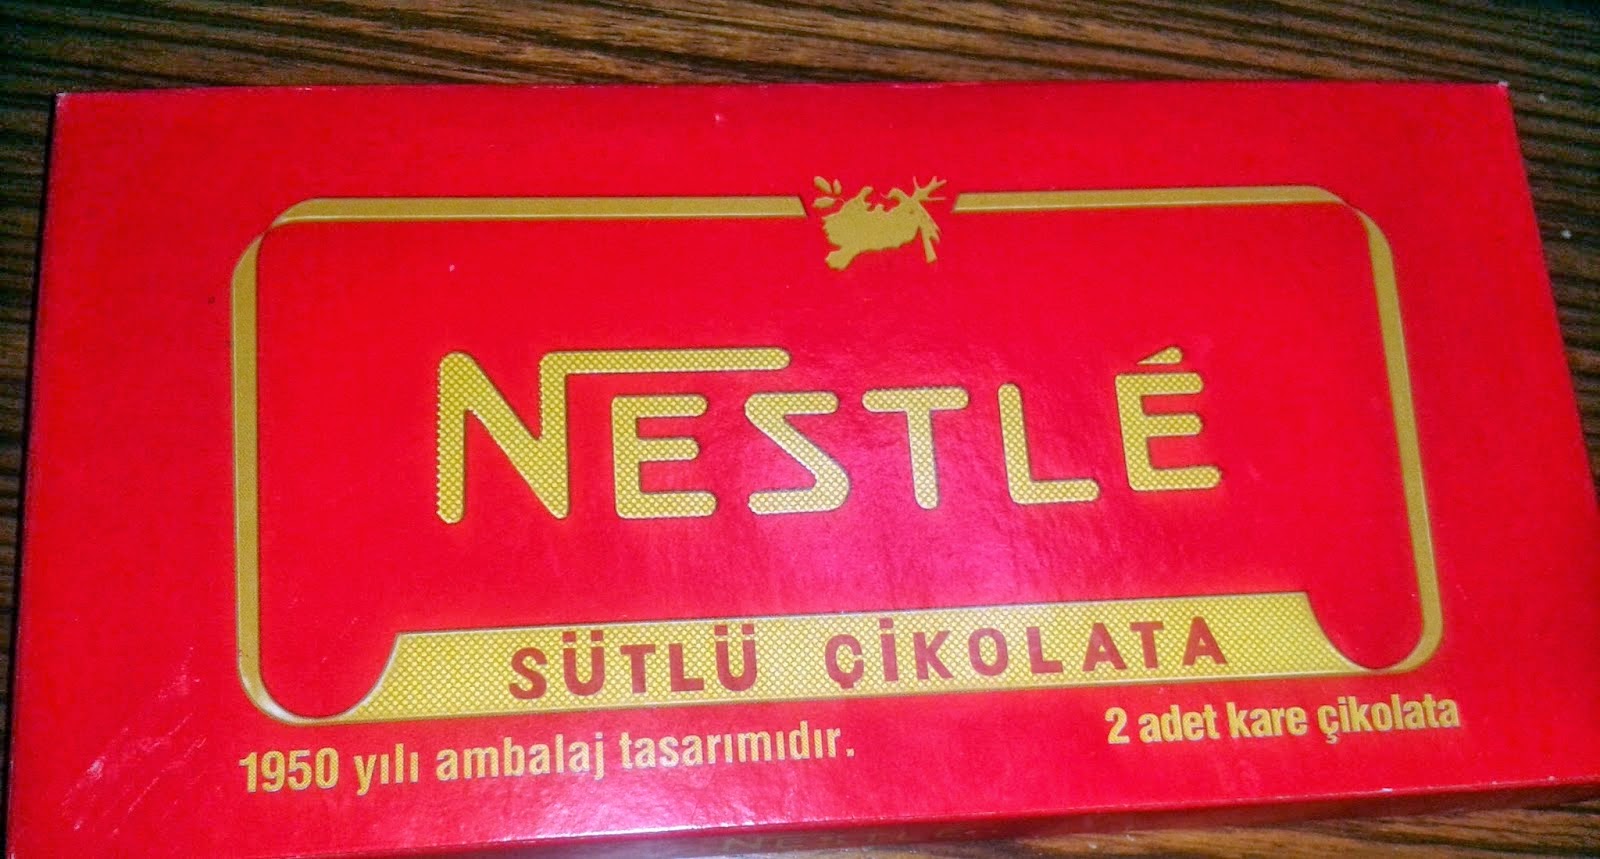 NESTLÉ
SÜTLÜ ÇİKOLATA
1950 yılı ambalaj tasarımıdır.
2 adet kare çikolata